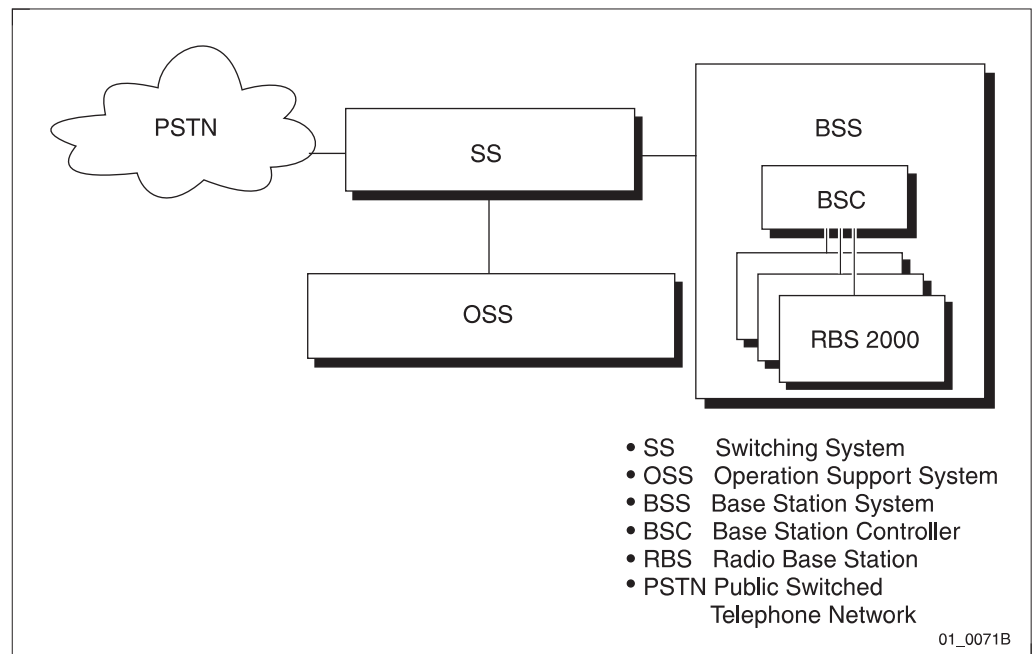 PSTN
SS
BSS
BSC
OSS
RBS 2000
• SS Switching System
• OSS Operation Support System
• BSS Base Station System
• BSC Base Station Controller
• RBS Radio Base Station
• PSTN Public Switched
Telephone Network
01_0071B